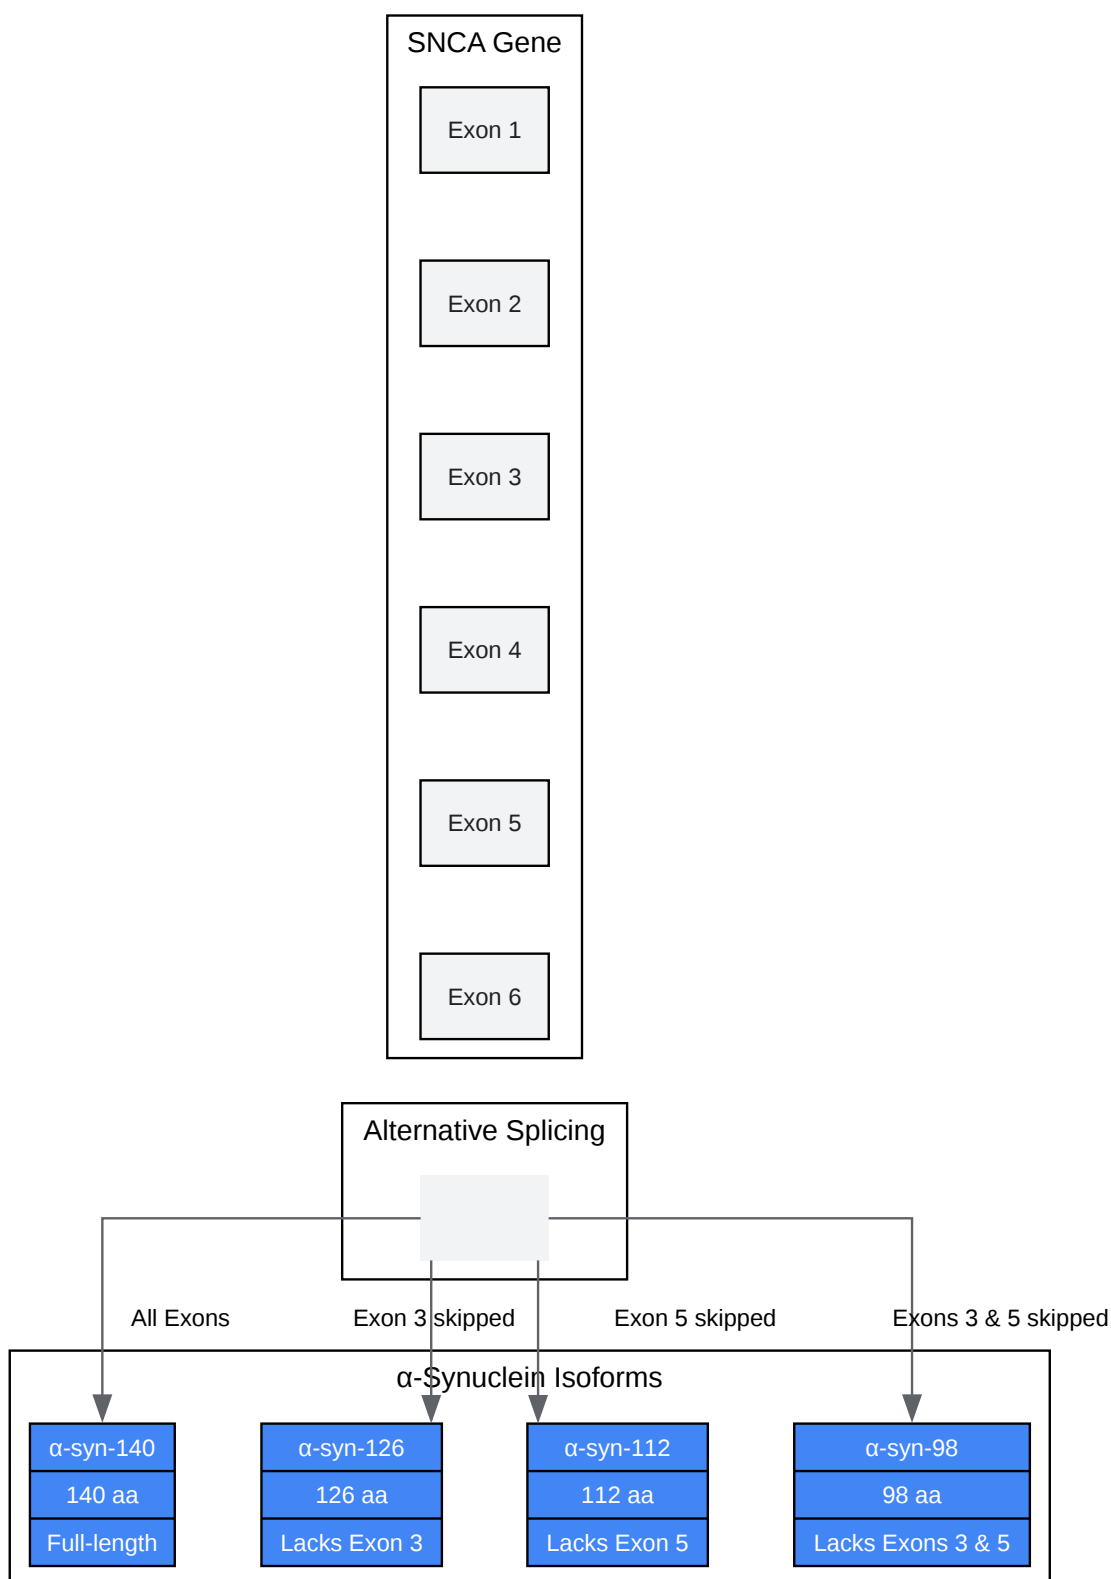 SNCA Gene
Exon 1
Exon 2
Exon 3
Exon 4
Exon 5
Exon 6
Alternative Splicing
All Exons
Exon 3 skipped
Exon 5 skipped
Exons 3 & 5 skipped
α-Synuclein Isoforms
α-syn-140
140 aa
Full-length
α-syn-126
126 aa
Lacks Exon 3
α-syn-112
112 aa
Lacks Exon 5
α-syn-98
98 aa
Lacks Exons 3 & 5